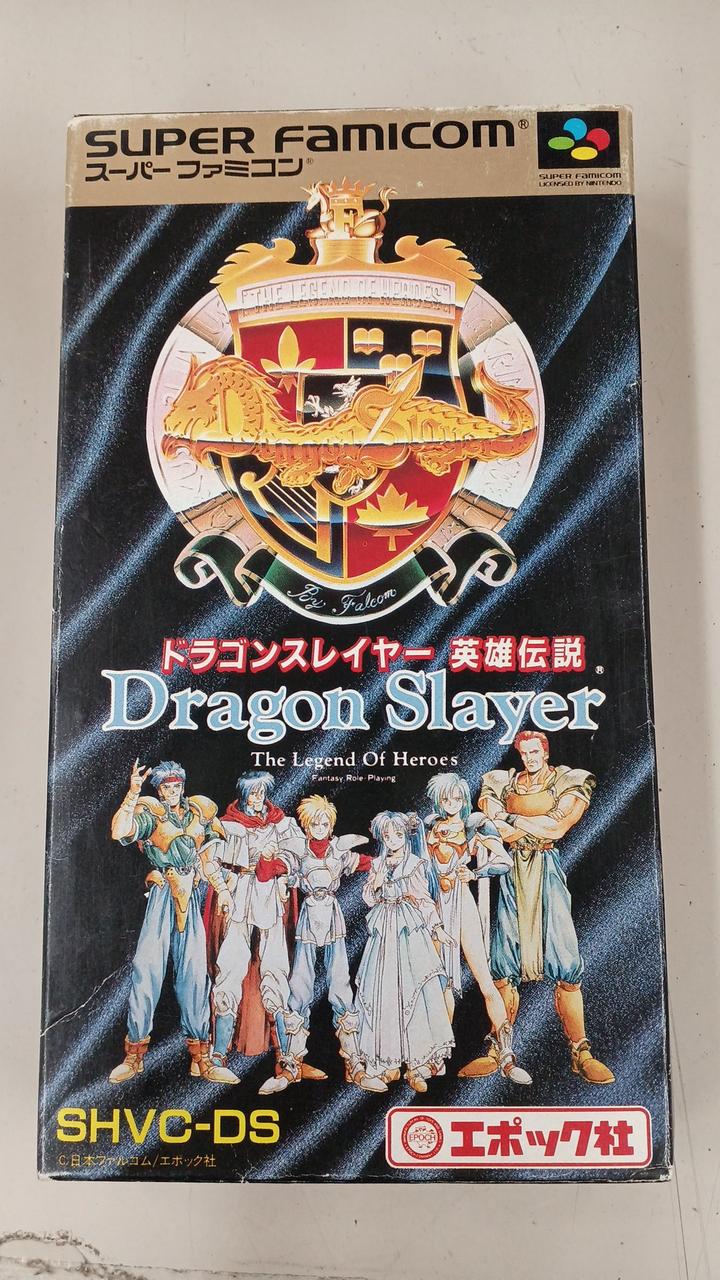 SUPER FAMICOM®
スーパーファミコン®
SUPER FAMICOM
LICENSED BY NINTENDO
THE LEGEND OF HEROES
Dragon Slayer
By Falcom
ドラゴンスレイヤー 英雄伝説
Dragon Slayer®
The Legend Of Heroes
Fantasy Role-Playing
SHVC-DS
EPOCH
エポック社
©日本ファルコム/エポック社